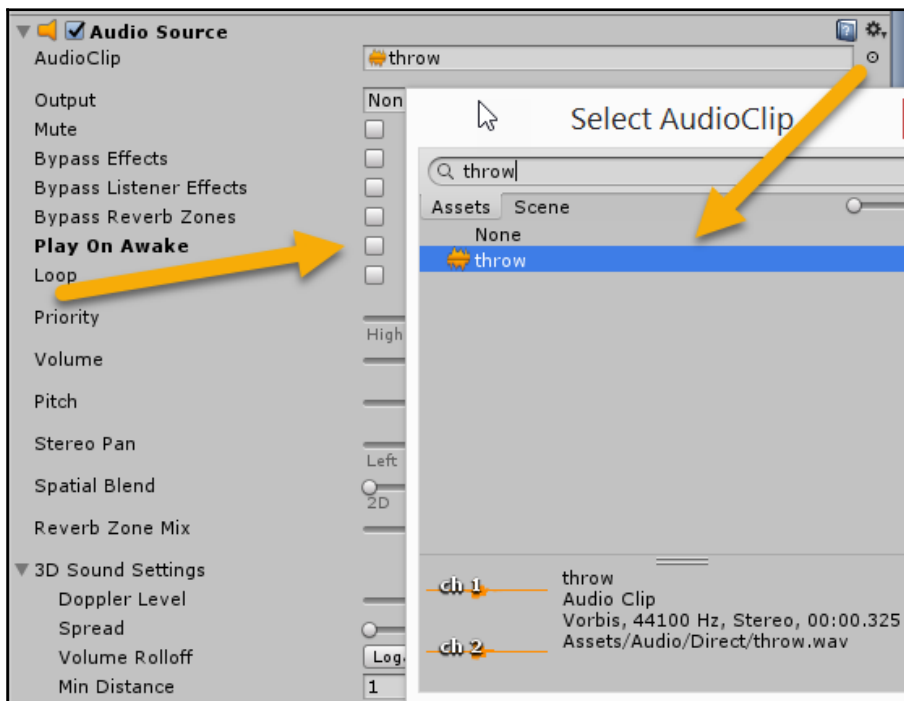 Audio Source
AudioClip
throw
Output
Non
Mute
Bypass Effects
Bypass Listener Effects
Bypass Reverb Zones
Play On Awake
Loop
Priority
High
Volume
Pitch
Stereo Pan
Left
Spatial Blend
2D
Reverb Zone Mix
3D Sound Settings
Doppler Level
Spread
Volume Rolloff
Log
Min Distance
1
Select AudioClip
throw
Assets Scene
None
throw
ch 1
ch 2
throw
Audio Clip
Vorbis, 44100 Hz, Stereo, 00:00.325
Assets/Audio/Direct/throw.wav